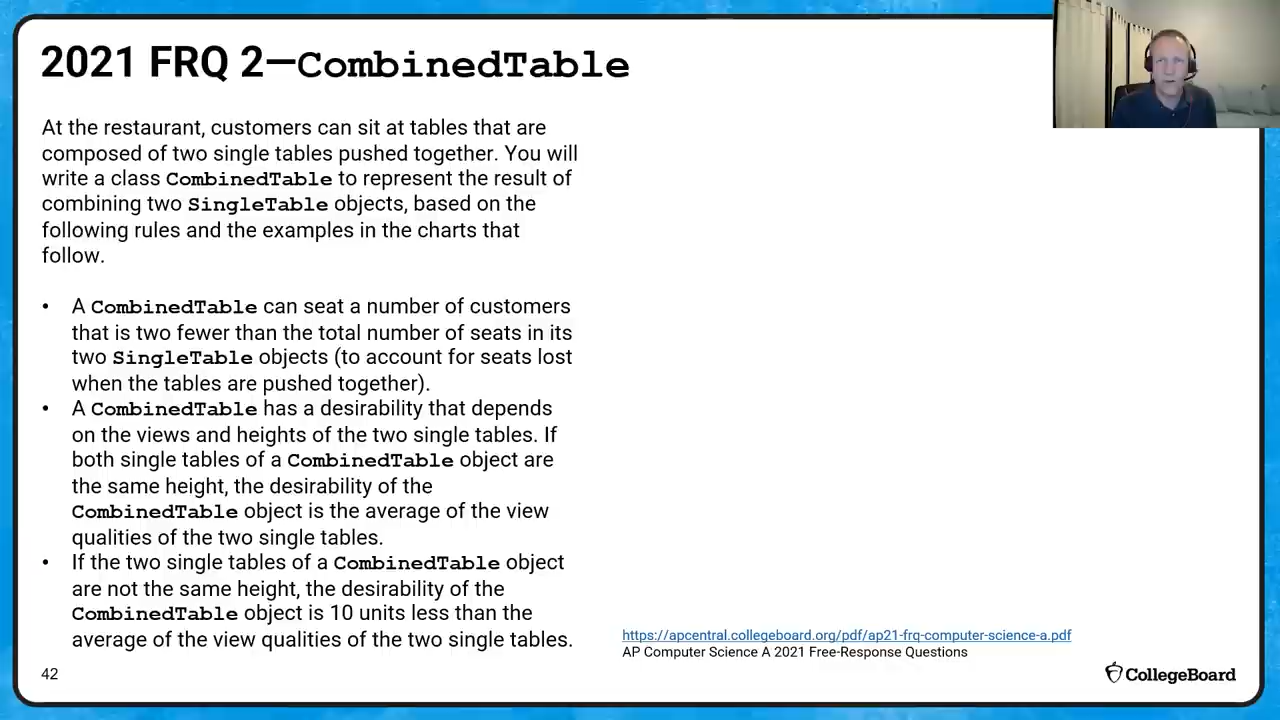 2021 FRQ 2—CombinedTable
At the restaurant, customers can sit at tables that are
composed of two single tables pushed together. You will
write a class CombinedTable to represent the result of
combining two SingleTable objects, based on the
following rules and the examples in the charts that
follow.
• A CombinedTable can seat a number of customers
that is two fewer than the total number of seats in its
two SingleTable objects (to account for seats lost
when the tables are pushed together).
• A CombinedTable has a desirability that depends
on the views and heights of the two single tables. If
both single tables of a CombinedTable object are
the same height, the desirability of the
CombinedTable object is the average of the view
qualities of the two single tables.
• If the two single tables of a CombinedTable object
are not the same height, the desirability of the
CombinedTable object is 10 units less than the
average of the view qualities of the two single tables.
https://apcentral.collegeboard.org/pdf/ap21-frq-computer-science-a.pdf
AP Computer Science A 2021 Free-Response Questions
42
CollegeBoard